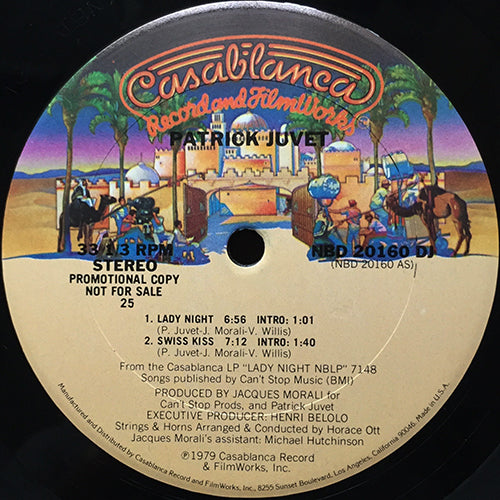 Casablanca
Record and FilmWorks
PATRICK JUVET
33 1/3 RPM
STEREO
PROMOTIONAL COPY
NOT FOR SALE
25
NBD 20160 DJ
(NBD 20160 AS)
1. LADY NIGHT 6:56 INTRO: 1:01
(P. Juvet-J. Morali-V. Willis)
2. SWISS KISS 7:12 INTRO: 1:40
(P. Juvet-J. Morali-V. Willis)
From the Casablanca LP "LADY NIGHT NBLP" 7148
Songs published by Can't Stop Music (BMI)
PRODUCED BY JACQUES MORALI for
Can't Stop Prods, and Patrick Juvet
EXECUTIVE PRODUCER: HENRI BELOLO
Strings & Horns Arranged & Conducted by Horace Ott
Jacques Morali's assistant: Michael Hutchinson
℗1979 Casablanca Record
& FilmWorks, Inc.
Manufactured and Distributed by Casablanca Record and FilmWorks, Inc., 8255 Sunset Boulevard, Los Angeles, California 90046. Made in U.S.A.